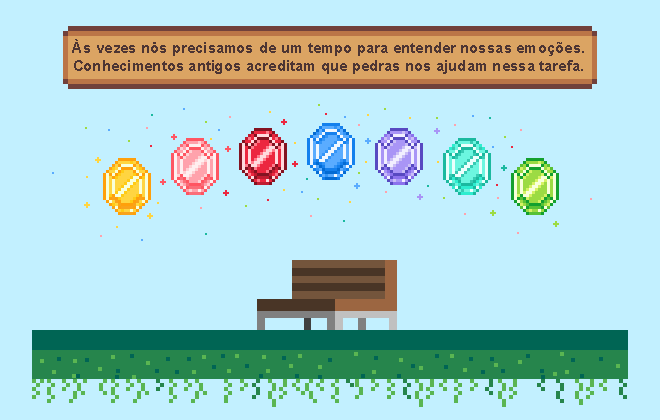 Às vezes nós precisamos de um tempo para entender nossas emoções.
Conhecimentos antigos acreditam que pedras nos ajudam nessa tarefa.